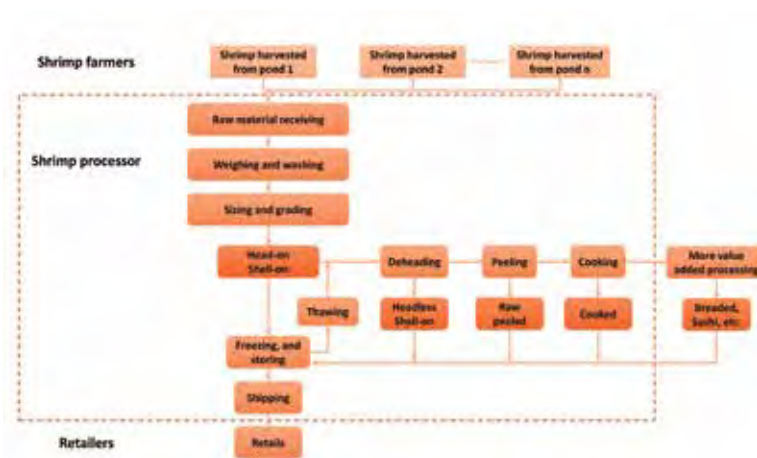 Shrimp farmers
Shrimp harvested
from pond 1
Shrimp harvested
from pond 2
Shrimp harvested
from pond n
Raw material receiving
Shrimp processor
Weighing and washing
Sizing and grading
Head-on
Shell-on
Deheading
Peeling
Cooking
More value
added processing
Thawing
Headless
Shell-on
Raw
peeled
Cooked
Breaded,
Sushi, etc
Freezing, and
storing
Shipping
Retailers
Retails